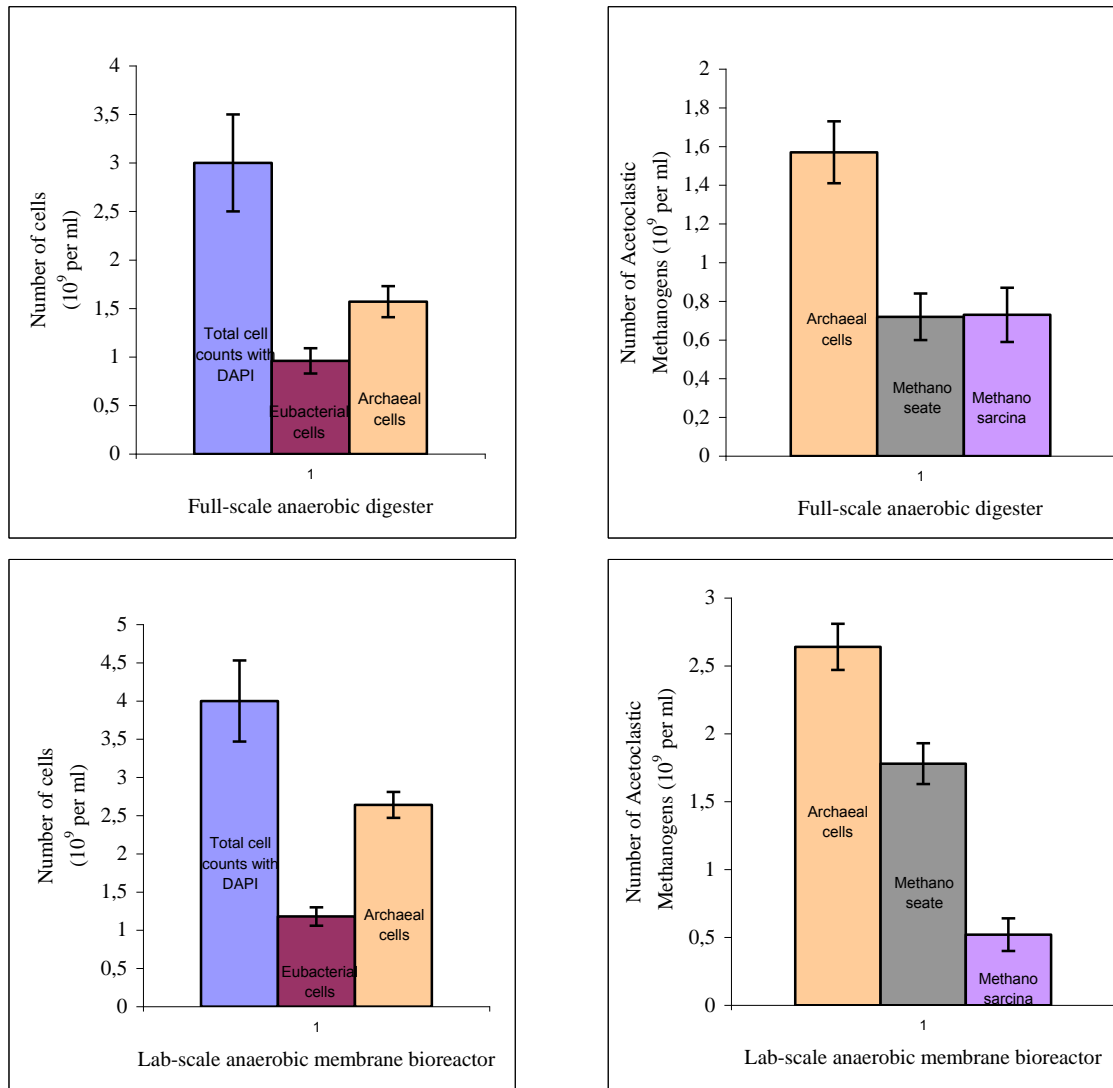 Number of cells
(10⁹ per ml)
4
3,5
3
2,5
2
1,5
1
0,5
0
Total cell
counts with
DAPI
Eubacterial
cells
Archaeal
cells
1
Full-scale anaerobic digester
Number of Acetoclastic
Methanogens (10⁹ per ml)
2
1,8
1,6
1,4
1,2
1
0,8
0,6
0,4
0,2
0
Archaeal
cells
Methano
seate
Methano
sarcina
1
Full-scale anaerobic digester
Number of cells
(10⁹ per ml)
5
4,5
4
3,5
3
2,5
2
1,5
1
0,5
0
Total cell
counts with
DAPI
Eubacterial
cells
Archaeal
cells
1
Lab-scale anaerobic membrane bioreactor
Number of Acetoclastic
Methanogens (10⁹ per ml)
3
2,5
2
1,5
1
0,5
0
Archaeal
cells
Methano
seate
Methano
sarcina
1
Lab-scale anaerobic membrane bioreactor